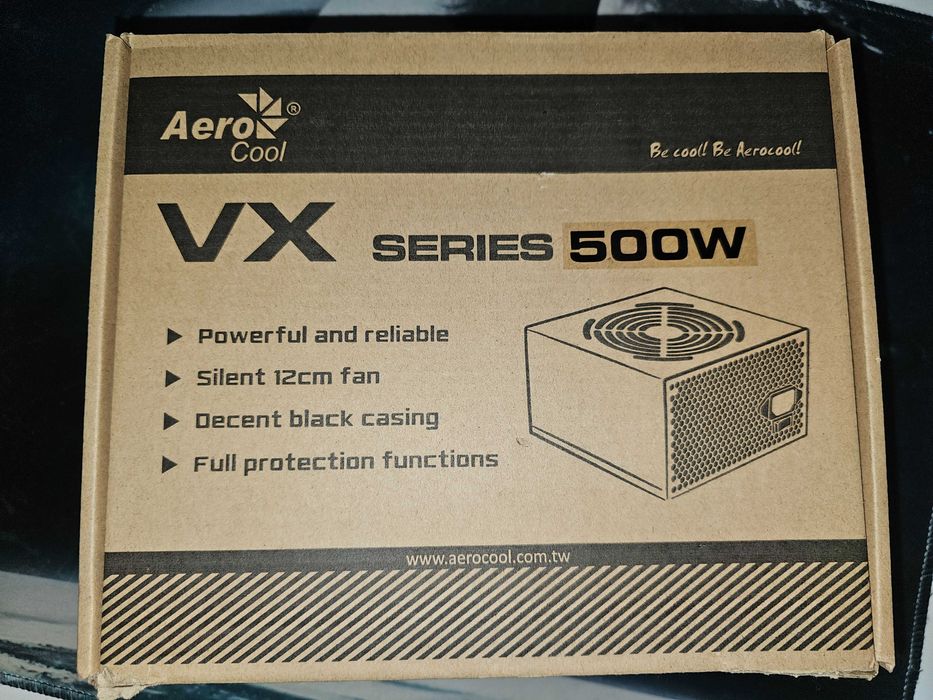 Aero
Cool
®
Be cool! Be Aerocool!
VX SERIES 500W
Powerful and reliable
Silent 12cm fan
Decent black casing
Full protection functions
www.aerocool.com.tw